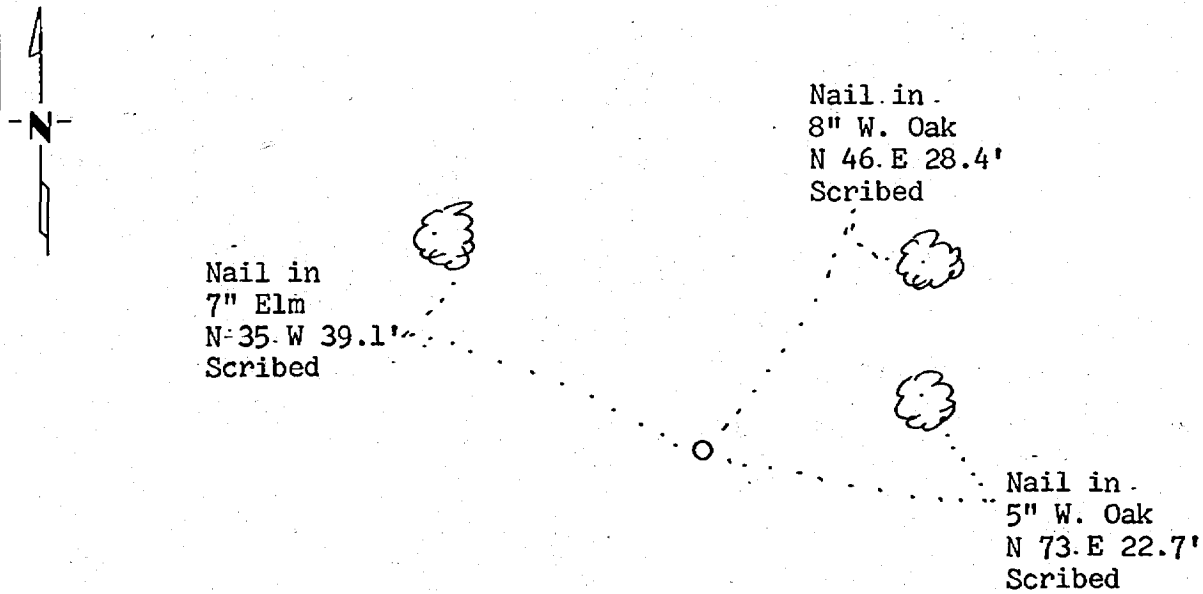 N
Nail in
8" W. Oak
N 46 E 28.4'
Scribed
Nail in
7" Elm
N 35 W 39.1'
Scribed
Nail in
5" W. Oak
N 73 E 22.7'
Scribed